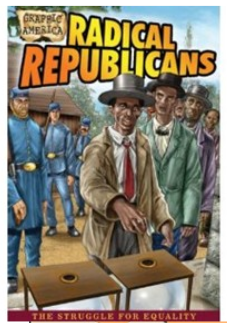 GRAPHIC
AMERICA
RADICAL
REPUBLICANS
THE STRUGGLE FOR EQUALITY